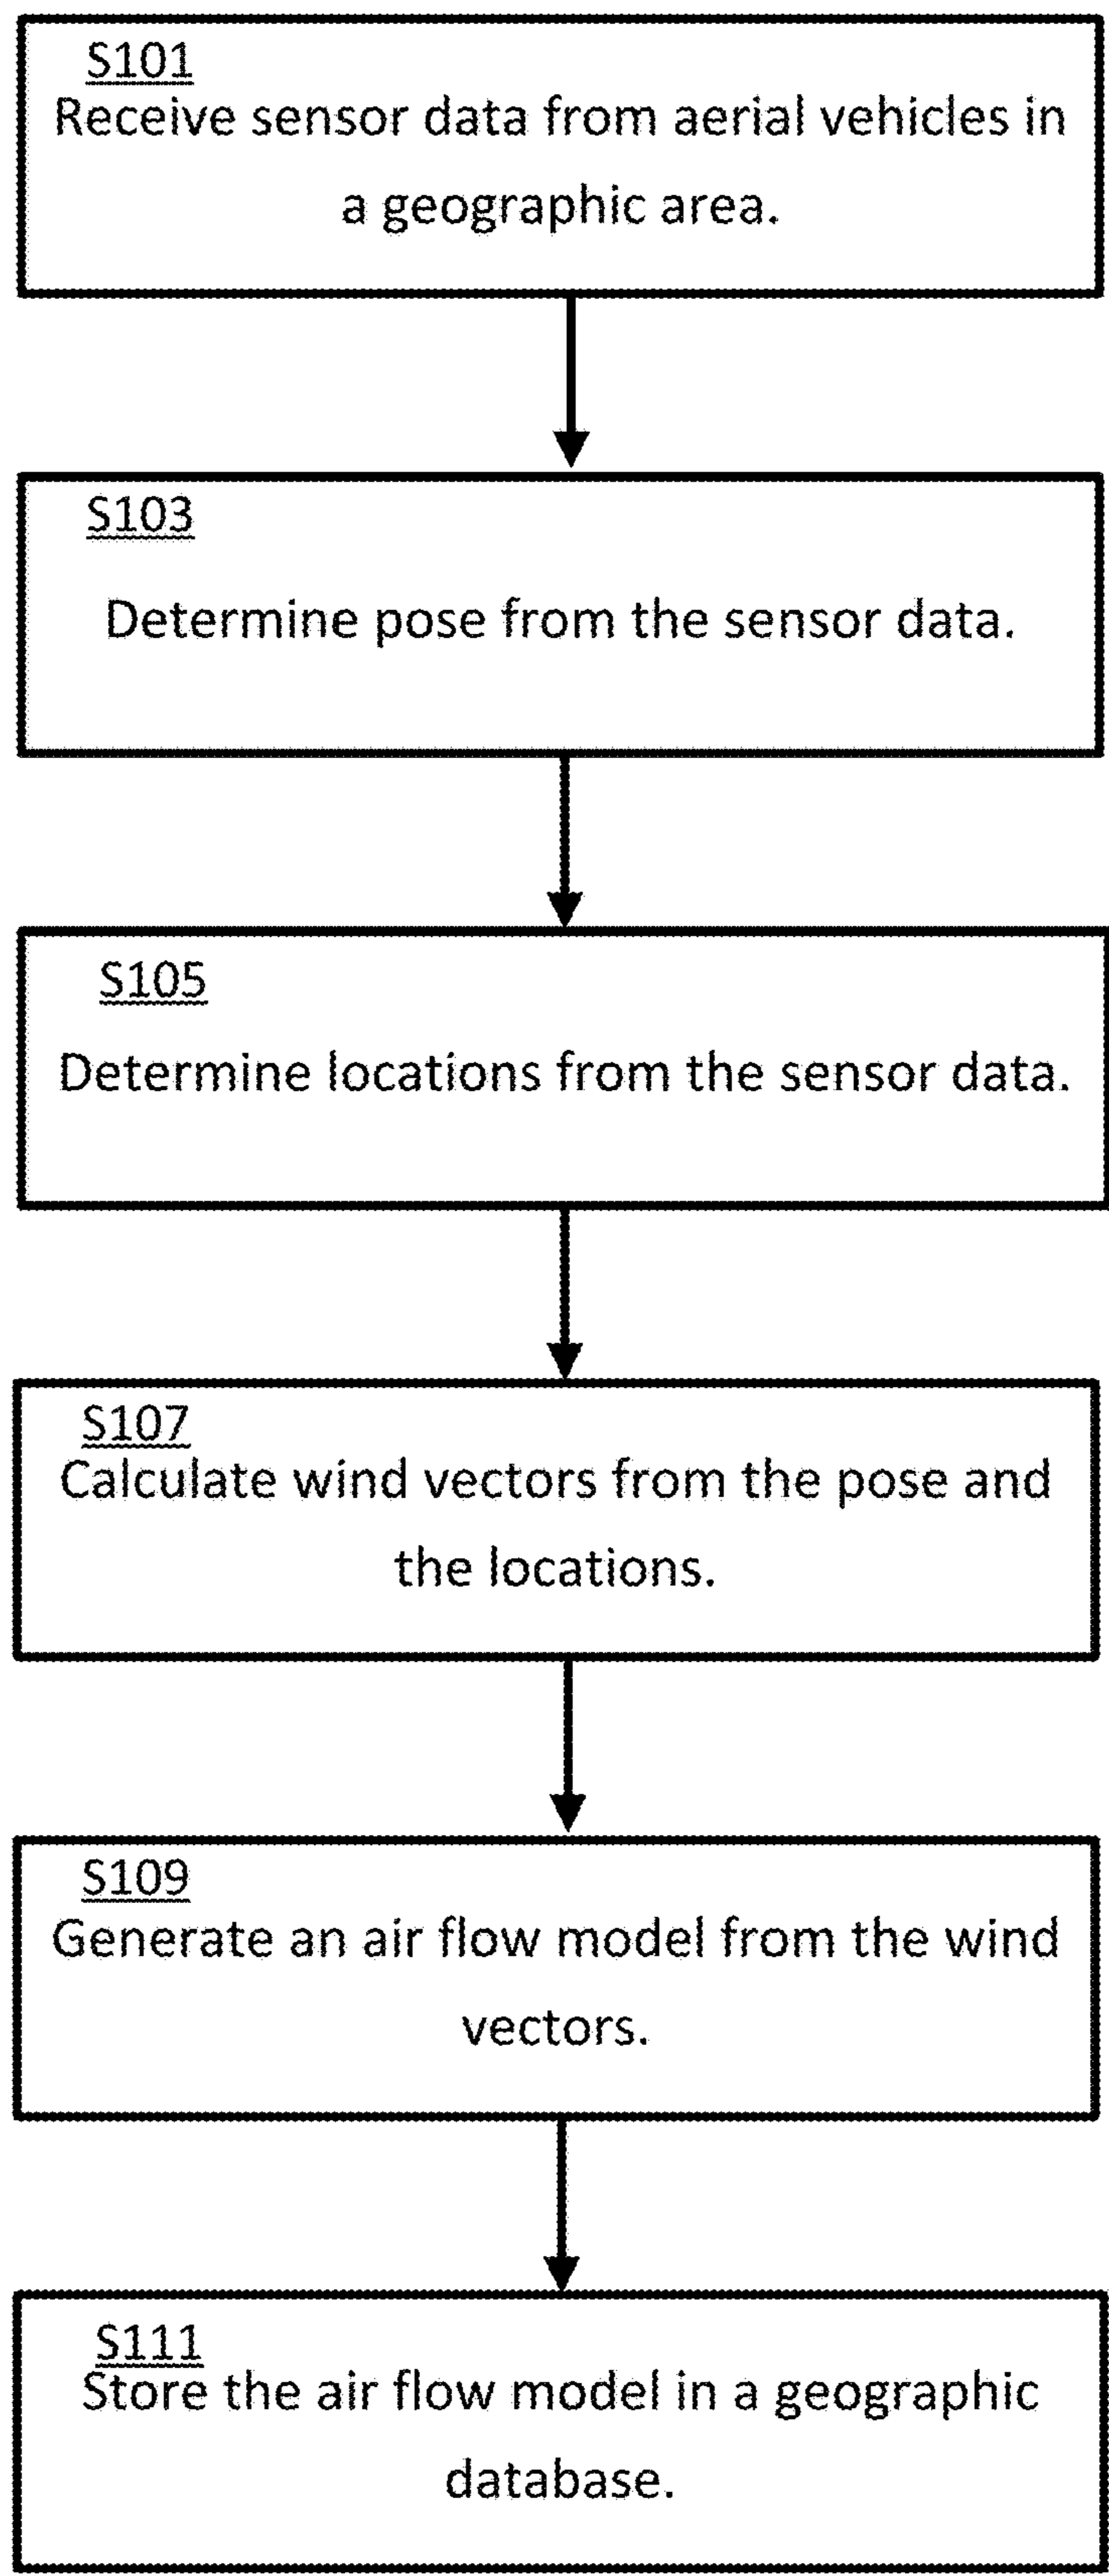 S101
Receive sensor data from aerial vehicles in
a geographic area.
S103
Determine pose from the sensor data.
S105
Determine locations from the sensor data.
S107
Calculate wind vectors from the pose and
the locations.
S109
Generate an air flow model from the wind
vectors.
S111
Store the air flow model in a geographic
database.